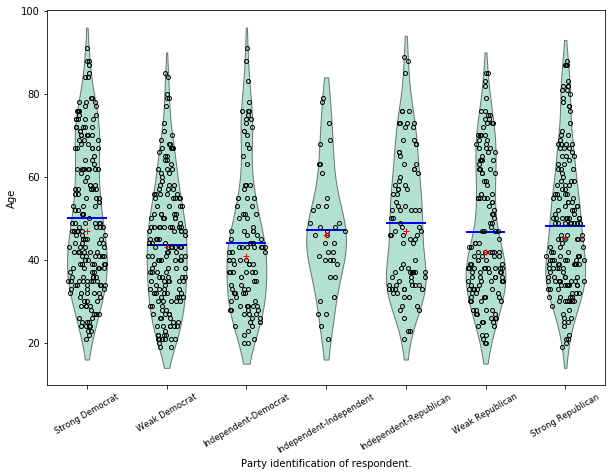 100
80
60
40
20
Age
Strong Democrat
Weak Democrat
Independent-Democrat
Independent-Independent
Independent-Republican
Weak Republican
Strong Republican
Party identification of respondent.